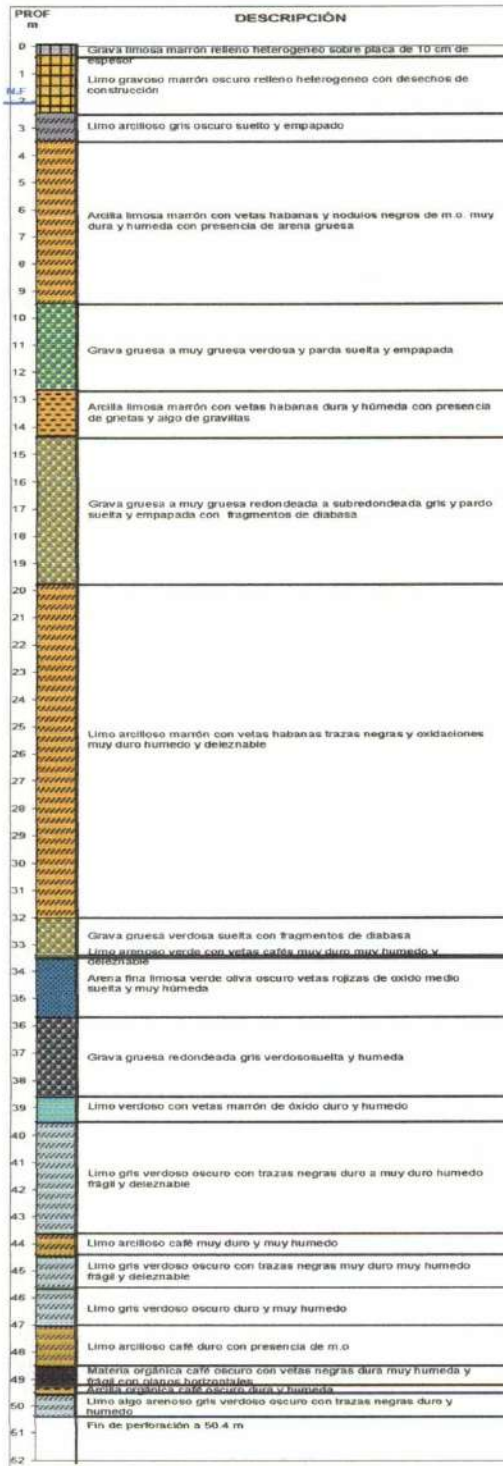 PROF
m
DESCRIPCIÓN
0
Grava limosa marrón relleno heterogeneo sobre placa de 10 cm de
espesor
1
Limo gravoso marrón oscuro relleno heterogeneo con desechos de
construcción
N.F
2
Limo arcilloso gris oscuro suelto y empapado
3
4
5
6
Arcilla limosa marrón con vetas habanas y nodulos negros de m.o. muy
dura y humeda con presencia de arena gruesa
7
8
9
10
11
Grava gruesa a muy gruesa verdosa y parda suelta y empapada
12
13
Arcilla limosa marrón con vetas habanas dura y húmeda con presencia
de grietas y algo de gravillas
14
15
16
17
Grava gruesa a muy gruesa redondeada a subredondeada gris y pardo
suelta y empapada con fragmentos de diabasa
18
19
20
21
22
23
24
25
Limo arcilloso marrón con vetas habanas trazas negras y oxidaciones
muy duro humedo y deleznable
26
27
28
29
30
31
32
Grava gruesa verdosa suelta con fragmentos de diabasa
33
Limo arenoso verde con vetas cafés muy duro muy humedo y
deleznable
34
Arena fina limosa verde oliva oscuro vetas rojizas de oxido medio
suelta y muy húmeda
35
36
37
Grava gruesa redondeada gris verdososuelta y humeda
38
39
Limo verdoso con vetas marrón de óxido duro y humedo
40
41
Limo gris verdoso oscuro con trazas negras duro a muy duro humedo
frágil y deleznable
42
43
44
Limo arcilloso café muy duro y muy humedo
45
Limo gris verdoso oscuro con trazas negras muy duro muy humedo
frágil y deleznable
46
Limo gris verdoso oscuro duro y muy humedo
47
48
Limo arcilloso café duro con presencia de m.o
49
Materia orgánica café oscuro con vetas negras dura muy humeda y
frágil con planos horizontales
Arcilla orgánica café oscuro dura y humeda
50
Limo algo arenoso gris verdoso oscuro con trazas negras duro y
humedo
Fin de perforación a 50.4 m
51
52